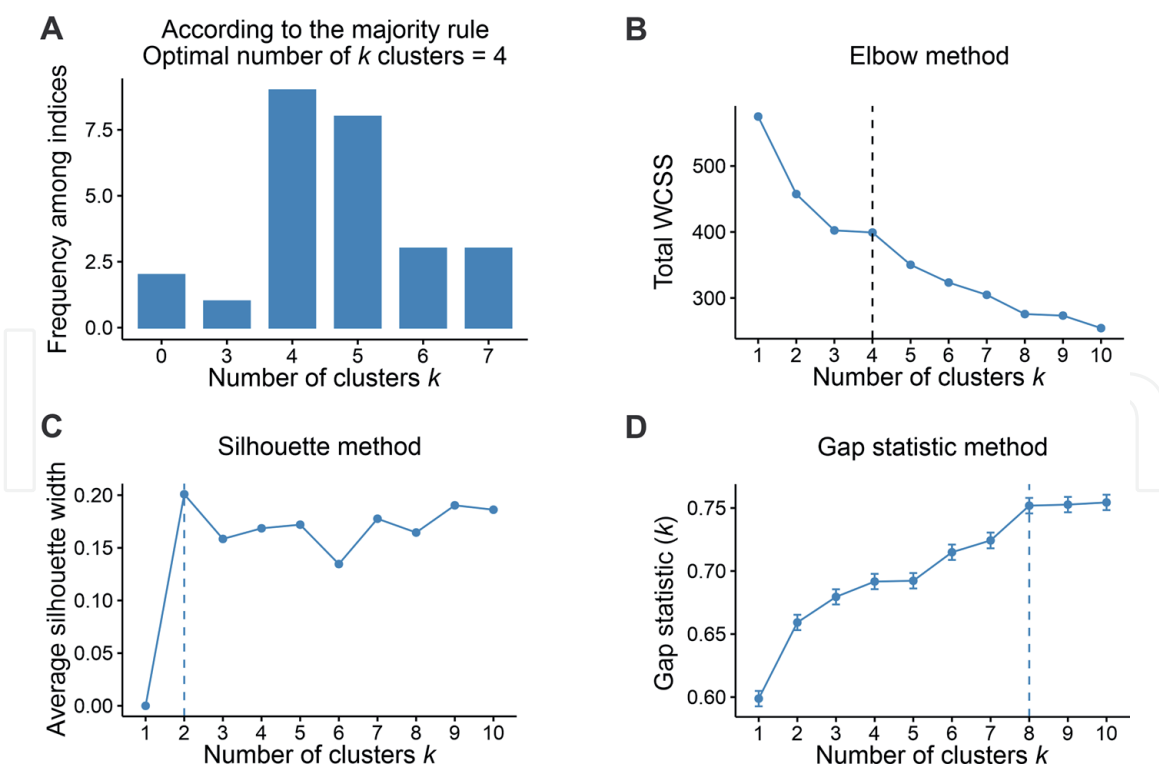 A
According to the majority rule
Optimal number of k clusters = 4
Frequency among indices
7.5
5.0
2.5
0.0
0 3 4 5 6 7
Number of clusters k
B
Elbow method
Total WCSS
500
400
300
1 2 3 4 5 6 7 8 9 10
Number of clusters k
C
Silhouette method
Average silhouette width
0.20
0.15
0.10
0.05
0.00
1 2 3 4 5 6 7 8 9 10
Number of clusters k
D
Gap statistic method
Gap statistic (k)
0.75
0.70
0.65
0.60
1 2 3 4 5 6 7 8 9 10
Number of clusters k